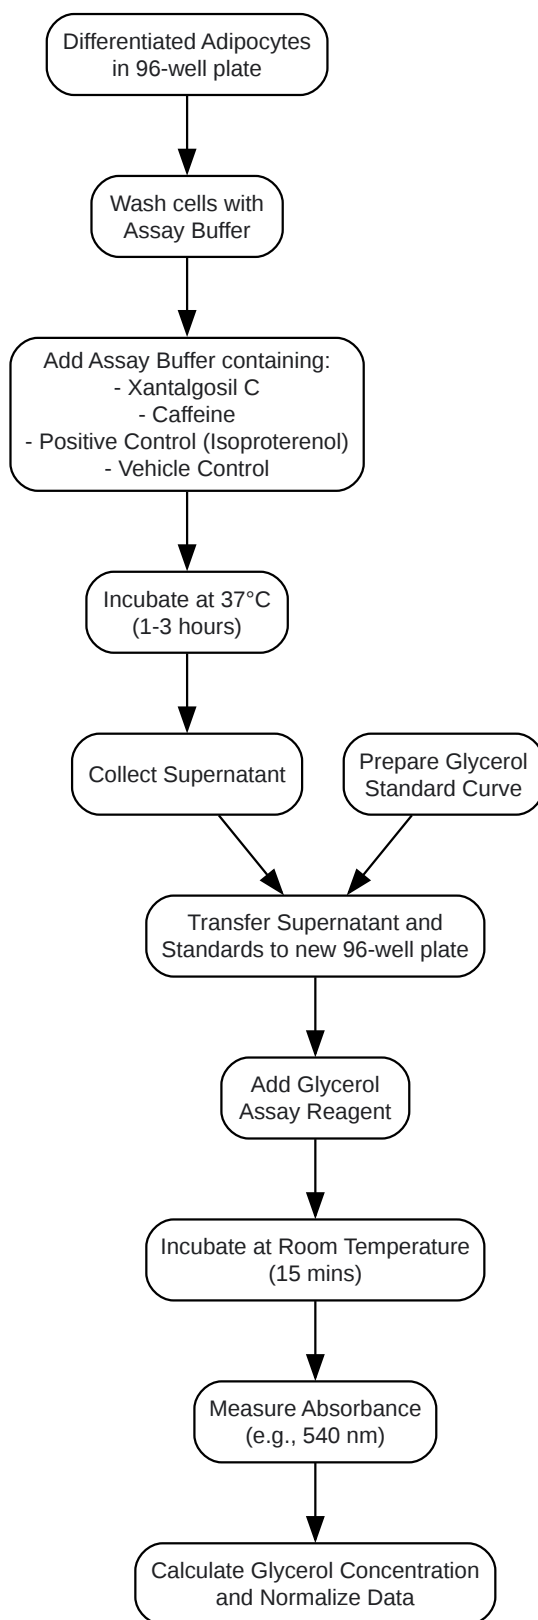 Differentiated Adipocytes
in 96-well plate
Wash cells with
Assay Buffer
Add Assay Buffer containing:
- Xantalgosil C
- Caffeine
- Positive Control (Isoproterenol)
- Vehicle Control
Incubate at 37°C
(1-3 hours)
Collect Supernatant
Prepare Glycerol
Standard Curve
Transfer Supernatant and
Standards to new 96-well plate
Add Glycerol
Assay Reagent
Incubate at Room Temperature
(15 mins)
Measure Absorbance
(e.g., 540 nm)
Calculate Glycerol Concentration
and Normalize Data